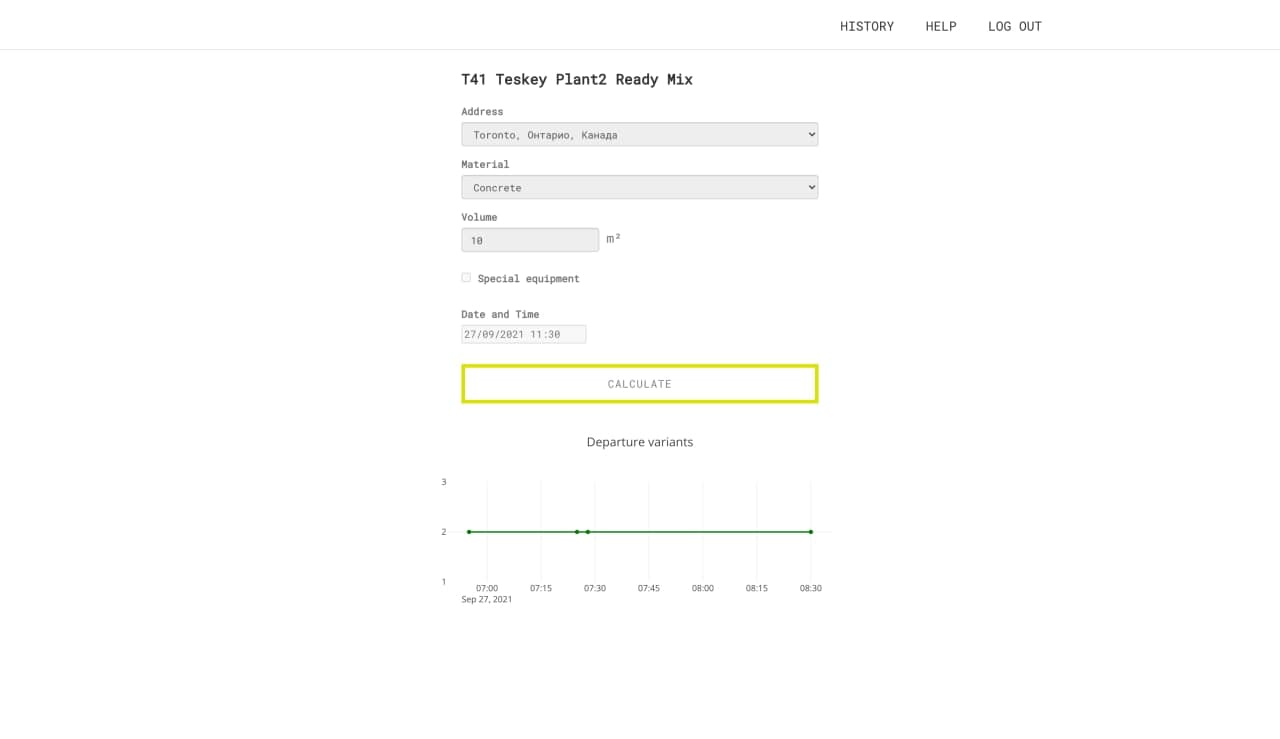 HISTORY HELP LOG OUT
T41 Teskey Plant2 Ready Mix
Address
Toronto, Онтарио, Канада
Material
Concrete
Volume
10 m²
Special equipment
Date and Time
27/09/2021 11:30
CALCULATE
Departure variants
3
2
1
07:00 07:15 07:30 07:45 08:00 08:15 08:30
Sep 27, 2021